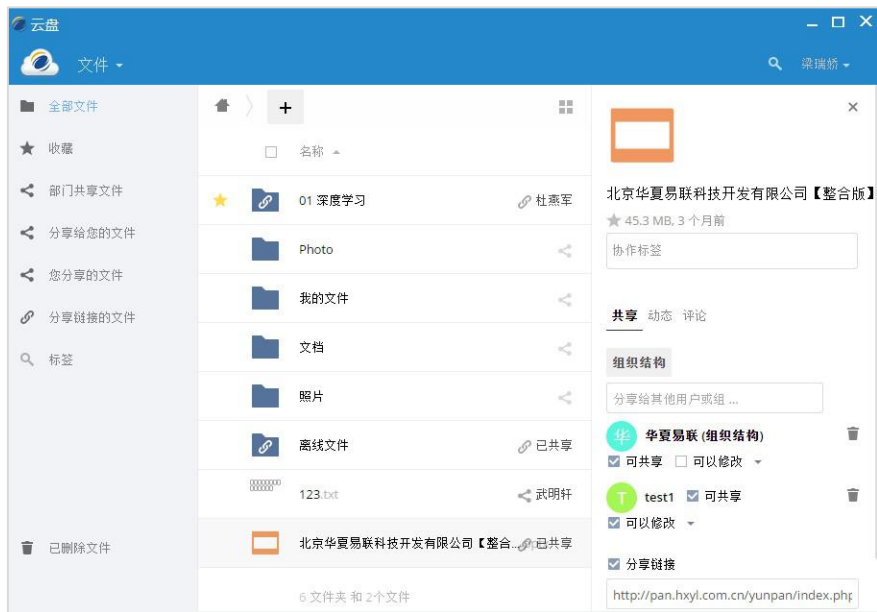 云盘
文件
梁瑞娇
全部文件
收藏
部门共享文件
分享给您的文件
您分享的文件
分享链接的文件
标签
已删除文件
+
名称
01 深度学习 杜燕军
Photo
我的文件
文档
照片
离线文件 已共享
123.txt 武明轩
北京华夏易联科技开发有限公司【整合... 已共享
6 文件夹 和 2个文件
北京华夏易联科技开发有限公司【整合版】
45.3 MB, 3 个月前
协作标签
共享 动态 评论
组织结构
分享给其他用户或组 ...
华 华夏易联 (组织结构)
可共享 可以修改
T test1 可共享
可以修改
分享链接
http://pan.hxyl.com.cn/yunpan/index.php